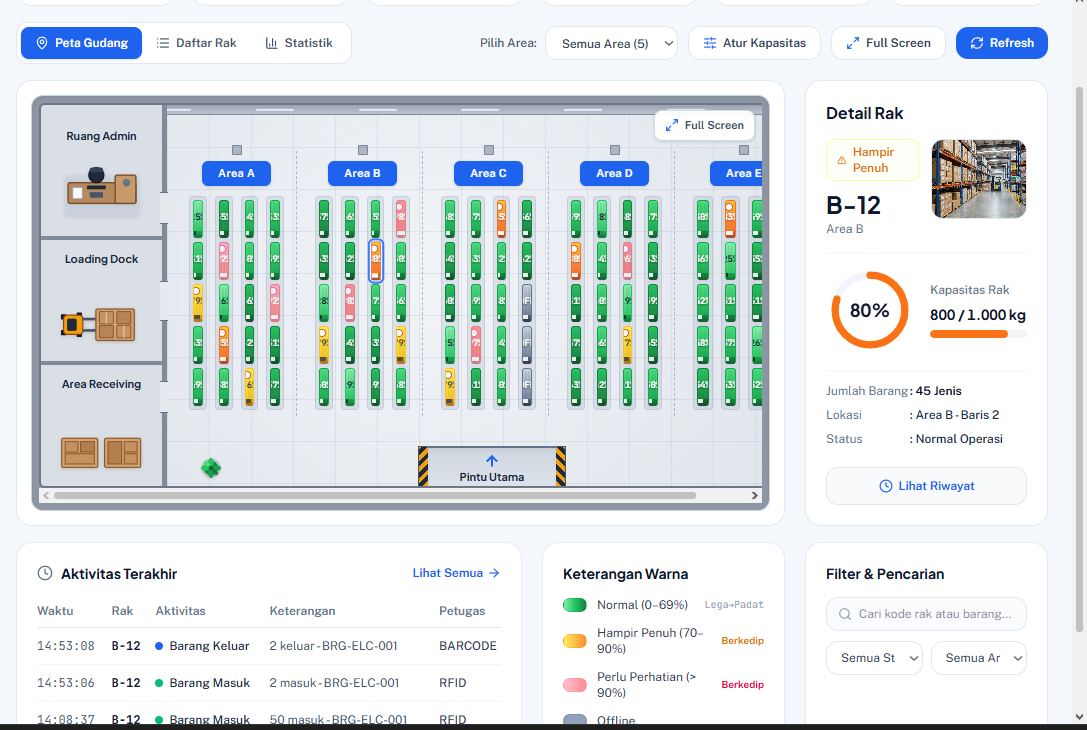 Peta Gudang
Daftar Rak
Statistik
Pilih Area:
Semua Area (5)
Atur Kapasitas
Full Screen
Refresh
Ruang Admin
Loading Dock
Area Receiving
Full Screen
Area A
Area B
Area C
Area D
Area E
Pintu Utama
Detail Rak
Hampir
Penuh
B-12
Area B
80%
Kapasitas Rak
800 / 1.000 kg
Jumlah Barang : 45 Jenis
Lokasi : Area B - Baris 2
Status : Normal Operasi
Lihat Riwayat
Aktivitas Terakhir
Lihat Semua →
Waktu Rak Aktivitas Keterangan Petugas
14:53:08 B-12 Barang Keluar 2 keluar - BRG-ELC-001 BARCODE
14:53:06 B-12 Barang Masuk 2 masuk - BRG-ELC-001 RFID
14:08:37 B-12 Barang Masuk 50 masuk - BRG-ELC-001 RFID
Keterangan Warna
Normal (0–69%) Lega→Padat
Hampir Penuh (70–
90%) Berkedip
Perlu Perhatian (>
90%) Berkedip
Offline
Filter & Pencarian
Cari kode rak atau barang...
Semua St
Semua Ar